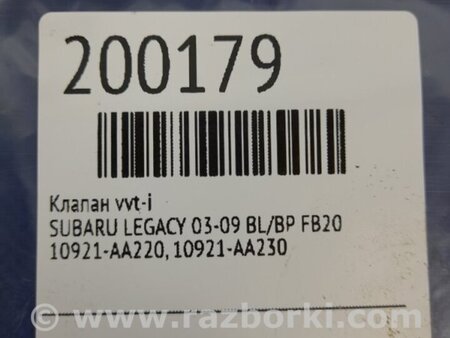 200179
Клапан vvt-i
SUBARU LEGACY 03-09 BL/BP FB20
10921-AA220, 10921-AA230
www.razborki.com